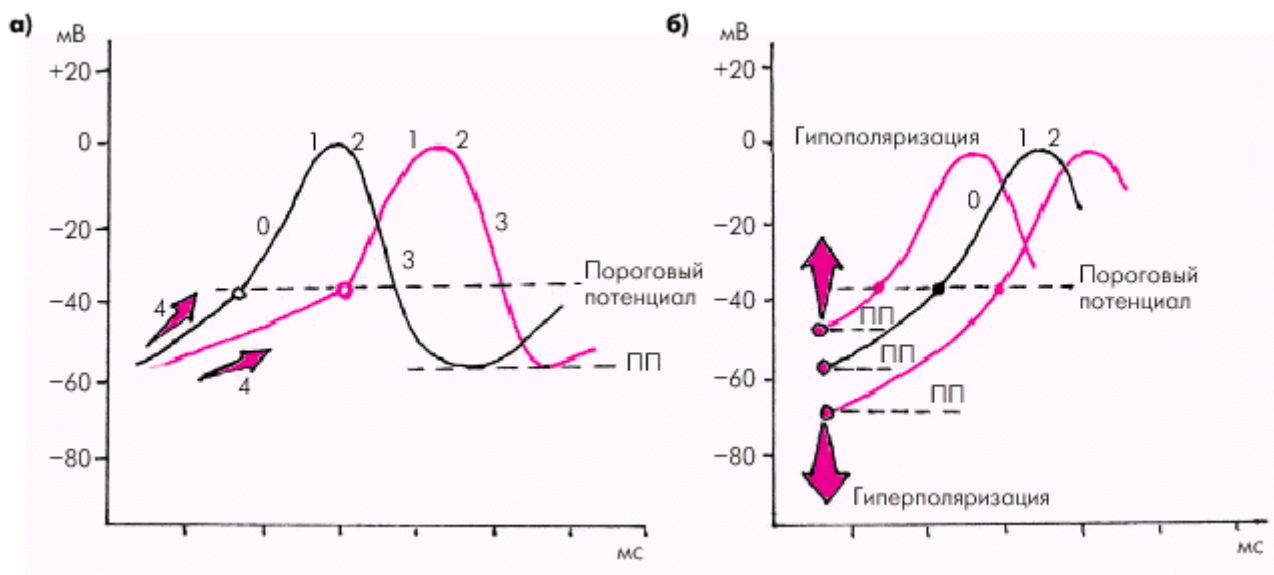 а)
мВ
+20
0
−20
−40
−60
−80
1 2
1 2
0
3
3
4
4
Пороговый
потенциал
ПП
мс
б)
мВ
+20
0
−20
−40
−60
−80
Гипополяризация
1 2
0
Пороговый
потенциал
ПП
ПП
ПП
Гиперполяризация
мс